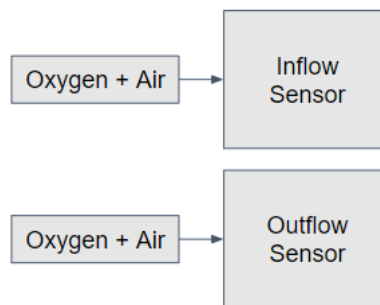 Oxygen + Air
Inflow
Sensor
Oxygen + Air
Outflow
Sensor